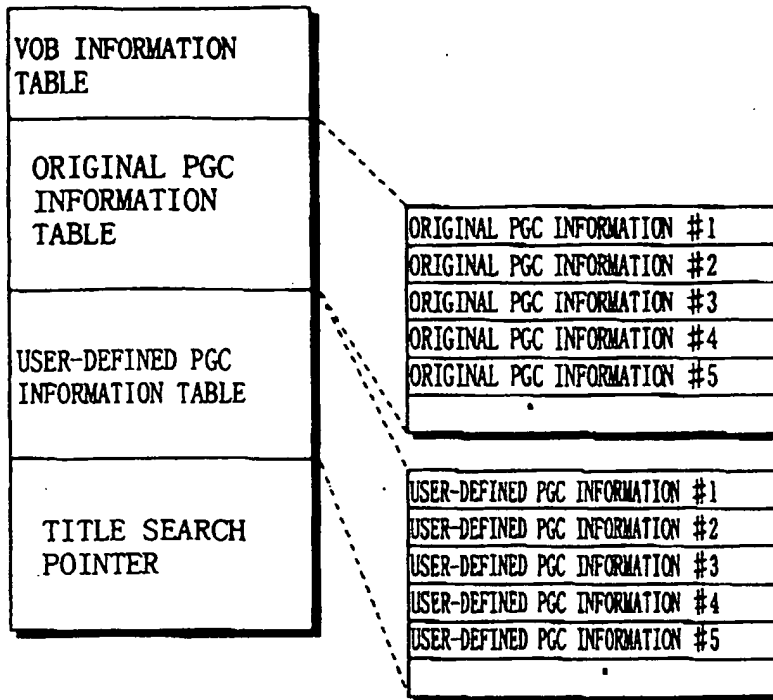 VOB INFORMATION
TABLE
ORIGINAL PGC
INFORMATION
TABLE
USER-DEFINED PGC
INFORMATION TABLE
TITLE SEARCH
POINTER
ORIGINAL PGC INFORMATION #1
ORIGINAL PGC INFORMATION #2
ORIGINAL PGC INFORMATION #3
ORIGINAL PGC INFORMATION #4
ORIGINAL PGC INFORMATION #5
USER-DEFINED PGC INFORMATION #1
USER-DEFINED PGC INFORMATION #2
USER-DEFINED PGC INFORMATION #3
USER-DEFINED PGC INFORMATION #4
USER-DEFINED PGC INFORMATION #5